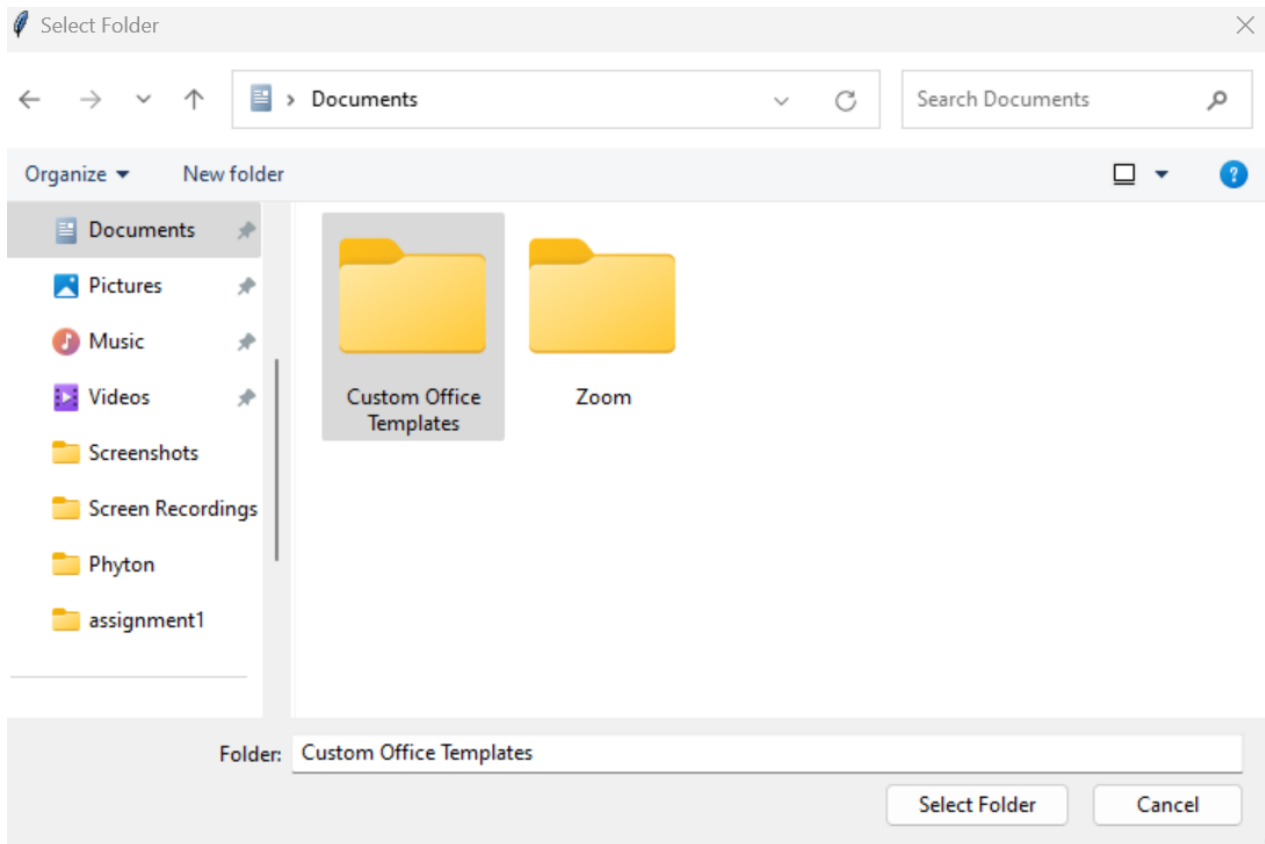 Select Folder
Documents
Search Documents
Organize
New folder
?
Documents
Pictures
Music
Videos
Screenshots
Screen Recordings
Phyton
assignment1
Custom Office
Templates
Zoom
Folder: Custom Office Templates
Select Folder
Cancel